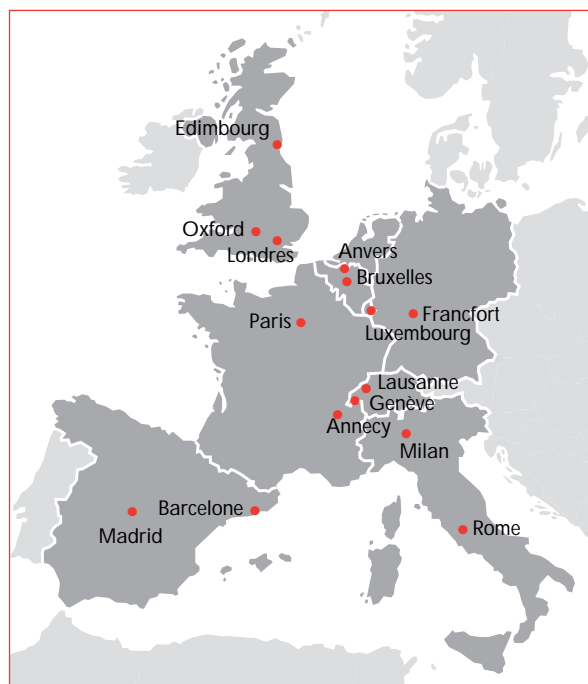 Edimbourg
Oxford
Londres
Anvers
Bruxelles
Paris
Francfort
Luxembourg
Lausanne
Genève
Annecy
Milan
Barcelone
Madrid
Rome